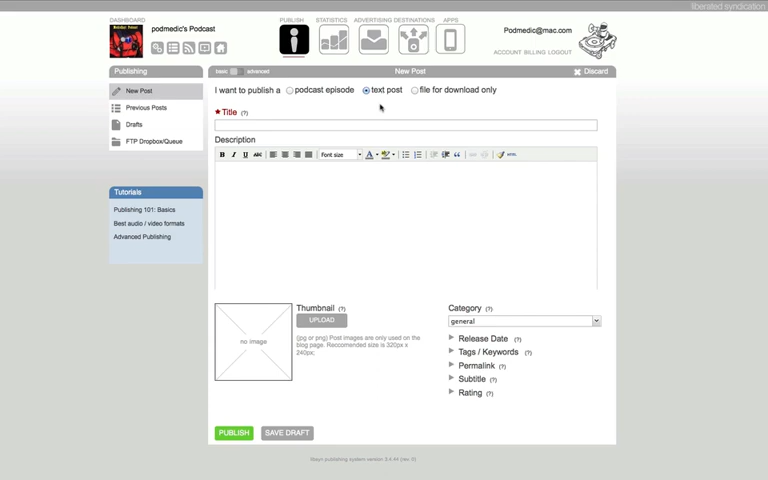 liberated syndication
DASHBOARD
podmedic's Podcast
PUBLISH
STATISTICS
ADVERTISING
DESTINATIONS
APPS
Podmedic@mac.com
ACCOUNT BILLING LOGOUT
Publishing
New Post
Previous Posts
Drafts
FTP Dropbox/Queue
Tutorials
Publishing 101: Basics
Best audio / video formats
Advanced Publishing
basic advanced New Post Discard
I want to publish a podcast episode text post file for download only
Title (?)
Description
B I U ABC Font size A HTML
no image
Thumbnail (?)
UPLOAD
(jpg or png) Post images are only used on the
blog page. Reccomended size is 320px x
240px;
Category (?)
general
Release Date (?)
Tags / Keywords (?)
Permalink (?)
Subtitle (?)
Rating (?)
PUBLISH SAVE DRAFT